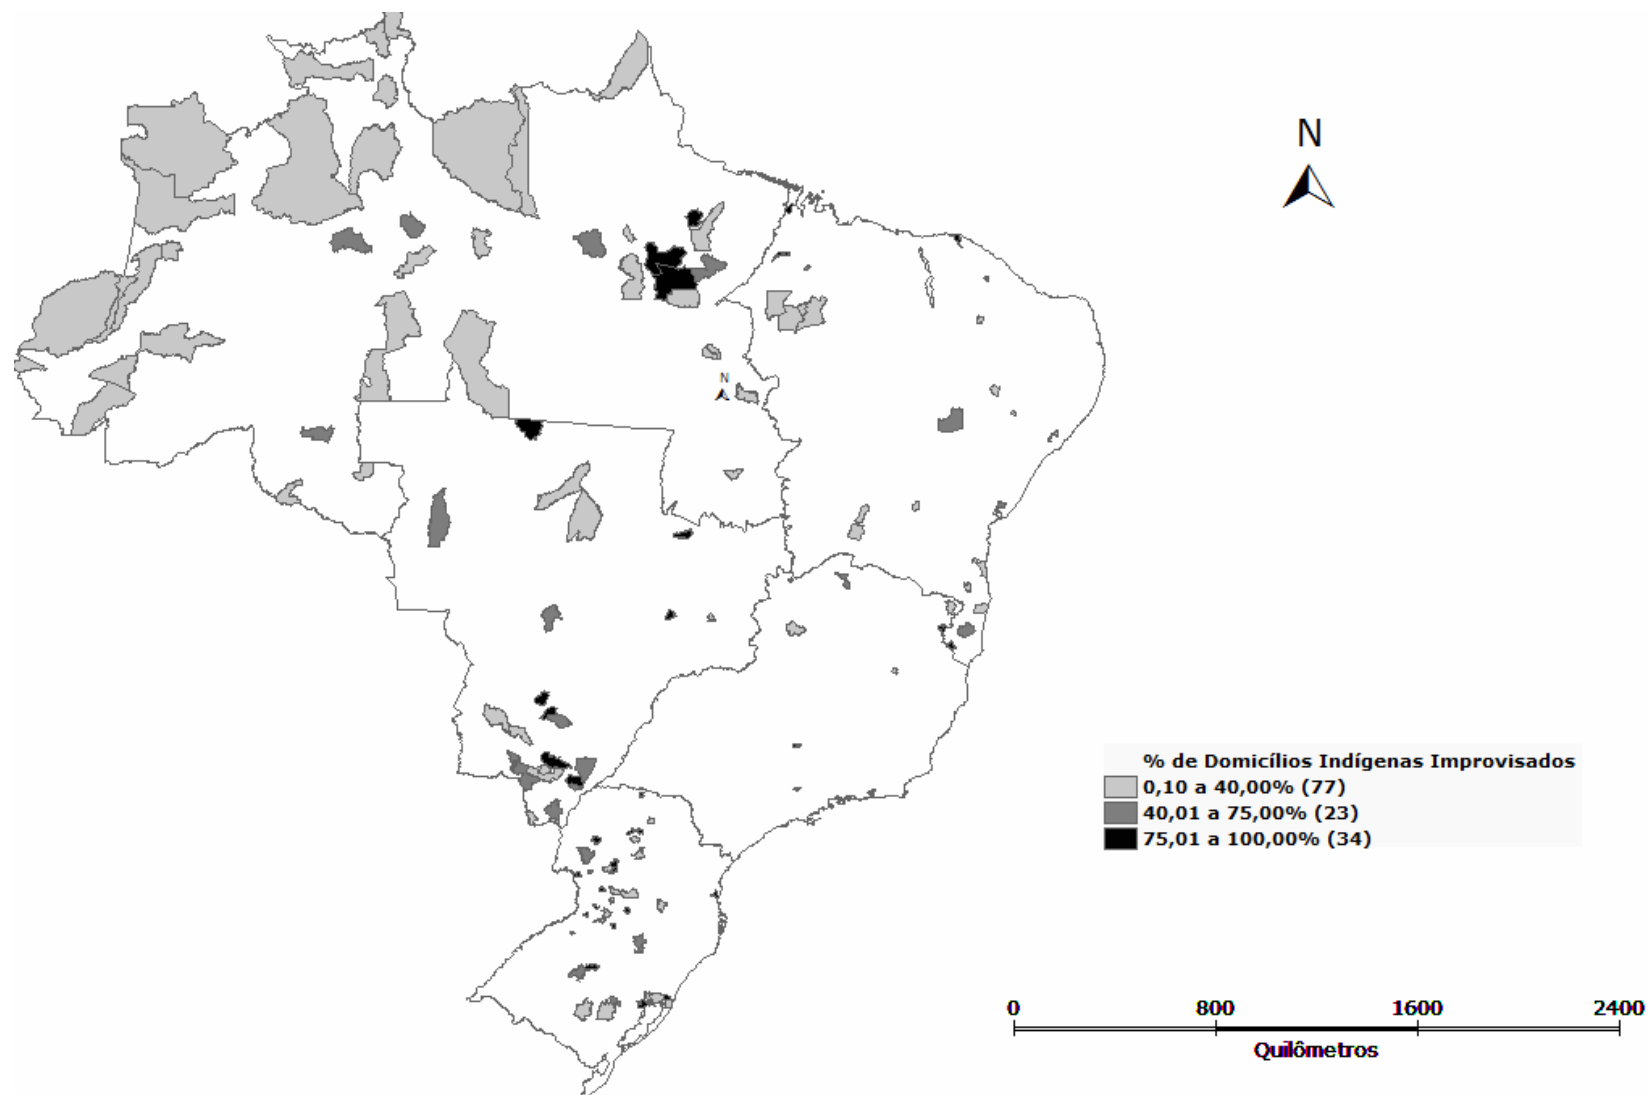 N
N
% de Domicílios Indígenas Improvisados
0,10 a 40,00% (77)
40,01 a 75,00% (23)
75,01 a 100,00% (34)
0 800 1600 2400
Quilômetros